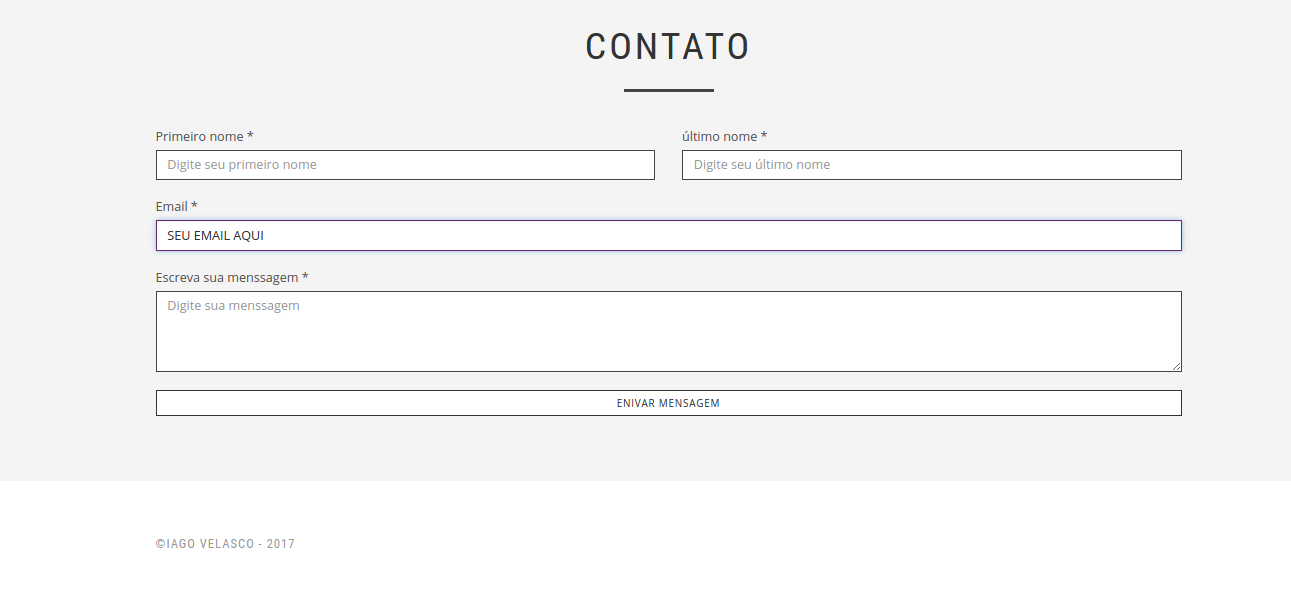 CONTATO
Primeiro nome *
último nome *
Digite seu primeiro nome
Digite seu último nome
Email *
SEU EMAIL AQUI
Escreva sua menssagem *
Digite sua menssagem
ENIVAR MENSAGEM
©IAGO VELASCO - 2017